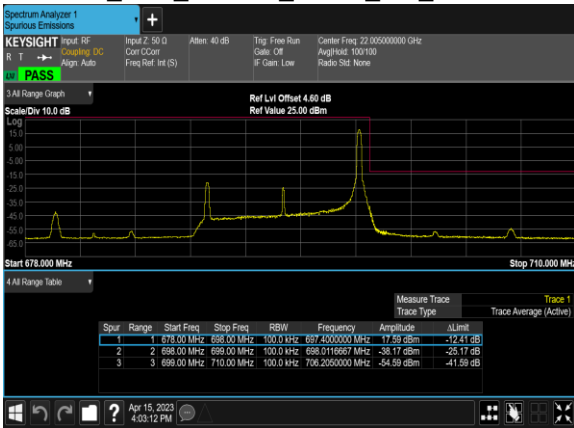 Spectrum Analyzer 1
Spurious Emissions
KEYSIGHT Input: RF
R T Coupling: DC
Align: Auto
Input Z: 50 Ω
Corr CCorr
Freq Ref: Int (S)
Atten: 40 dB
Trig: Free Run
Gate: Off
IF Gain: Low
Center Freq: 22.005000000 GHz
Avg|Hold: 100/100
Radio Std: None
PASS
3 All Range Graph
Scale/Div 10.0 dB
Ref Lvl Offset 4.60 dB
Ref Value 25.00 dBm
Log
15.0
5.00
-5.00
-15.0
-25.0
-35.0
-45.0
-55.0
-65.0
Start 678.000 MHz
Stop 710.000 MHz
4 All Range Table
Measure Trace Trace 1
Trace Type Trace Average (Active)
Spur Range Start Freq Stop Freq RBW Frequency Amplitude ΔLimit
1 1 678.00 MHz 698.00 MHz 100.0 kHz 697.4000000 MHz 17.59 dBm -12.41 dB
2 2 698.00 MHz 699.00 MHz 100.0 kHz 698.0116667 MHz -38.17 dBm -25.17 dB
3 3 699.00 MHz 710.00 MHz 100.0 kHz 706.2050000 MHz -54.59 dBm -41.59 dB
?
Apr 15, 2023
4:03:12 PM